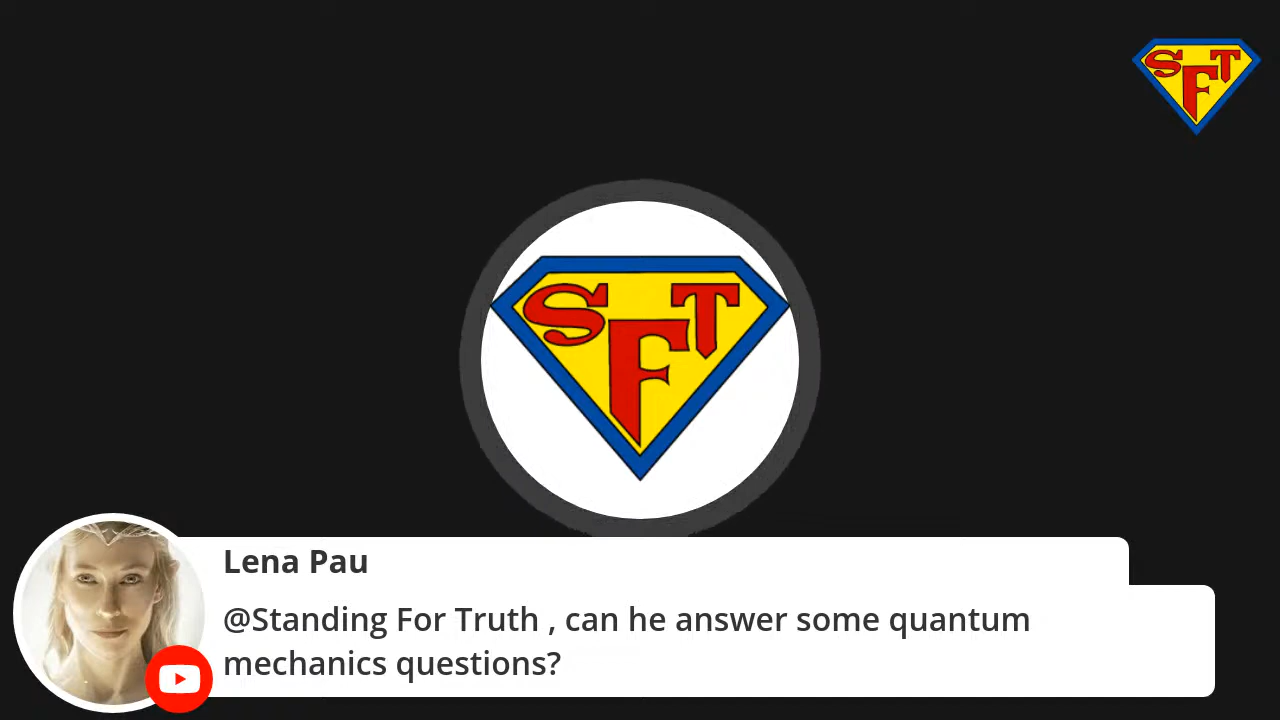 SFT
SFT
Lena Pau
@Standing For Truth , can he answer some quantum
mechanics questions?